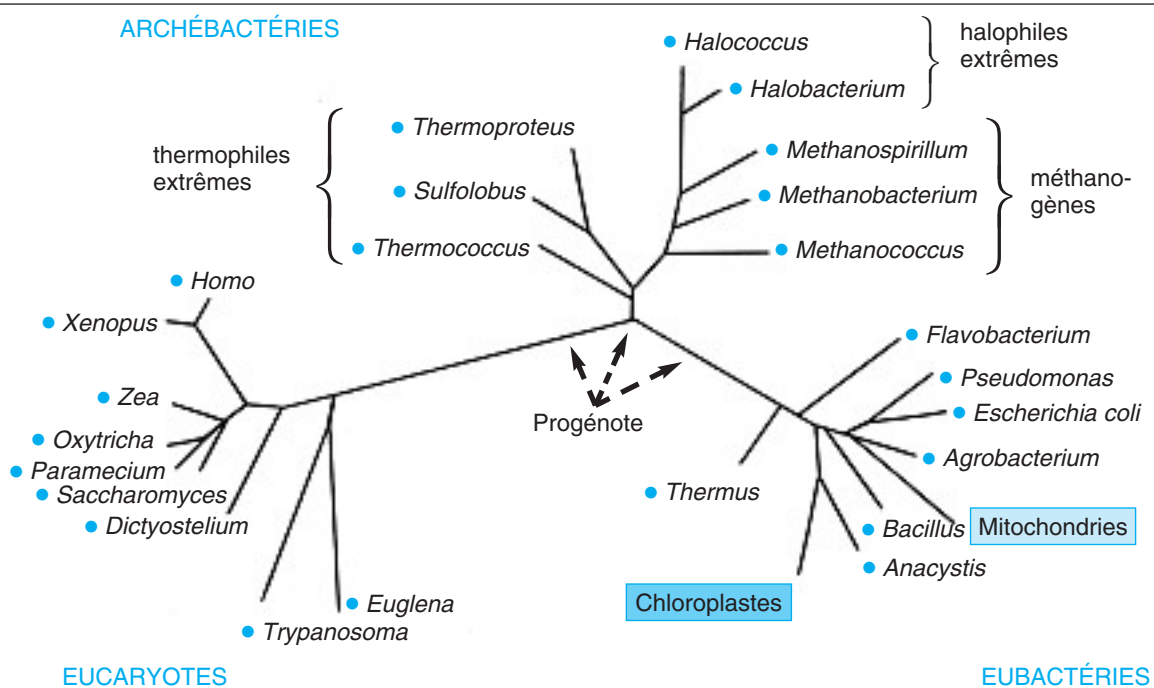 ARCHÉBACTÉRIES
Halococcus
Halobacterium
halophiles
extrêmes
Thermoproteus
Sulfolobus
Thermococcus
thermophiles
extrêmes
Methanospirillum
Methanobacterium
Methanococcus
méthano-
gènes
Homo
Xenopus
Zea
Oxytricha
Paramecium
Saccharomyces
Dictyostelium
Euglena
Trypanosoma
Progénote
Flavobacterium
Pseudomonas
Escherichia coli
Agrobacterium
Thermus
Bacillus
Mitochondries
Anacystis
Chloroplastes
EUCARYOTES
EUBACTÉRIES